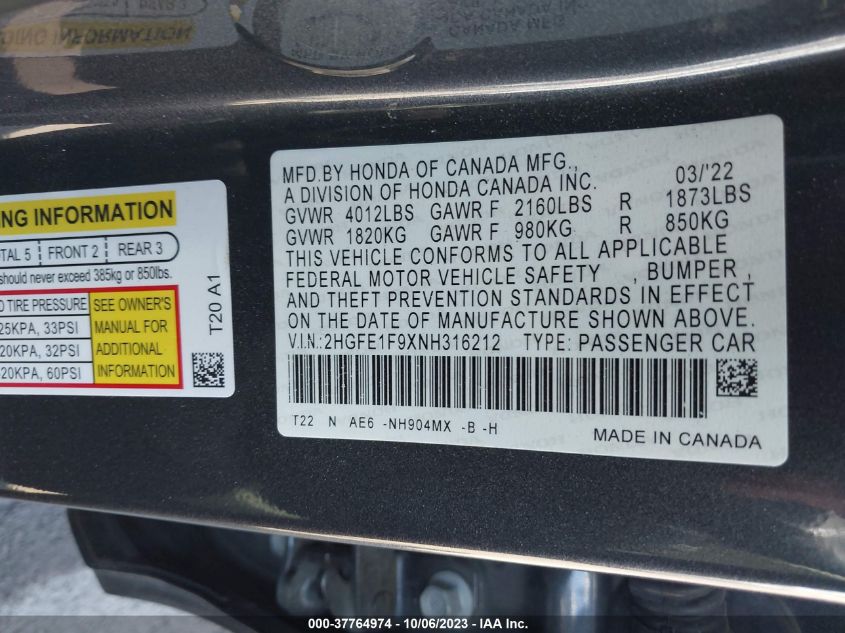 MFD.BY HONDA OF CANADA MFG.,
A DIVISION OF HONDA CANADA INC. 03/'22
GVWR 4012LBS GAWR F 2160LBS R 1873LBS
GVWR 1820KG GAWR F 980KG R 850KG
THIS VEHICLE CONFORMS TO ALL APPLICABLE
FEDERAL MOTOR VEHICLE SAFETY , BUMPER ,
AND THEFT PREVENTION STANDARDS IN EFFECT
ON THE DATE OF MANUFACTURE SHOWN ABOVE.
V.I.N.:2HGFE1F9XNH316212 TYPE: PASSENGER CAR
T22 N AE6 -NH904MX -B -H
MADE IN CANADA
NG INFORMATION
OTAL 5 FRONT 2 REAR 3
should never exceed 385kg or 850lbs.
D TIRE PRESSURE
25KPA, 33PSI
20KPA, 32PSI
20KPA, 60PSI
SEE OWNER'S
MANUAL FOR
ADDITIONAL
INFORMATION
T20 A1
000-37764974 - 10/06/2023 - IAA Inc.